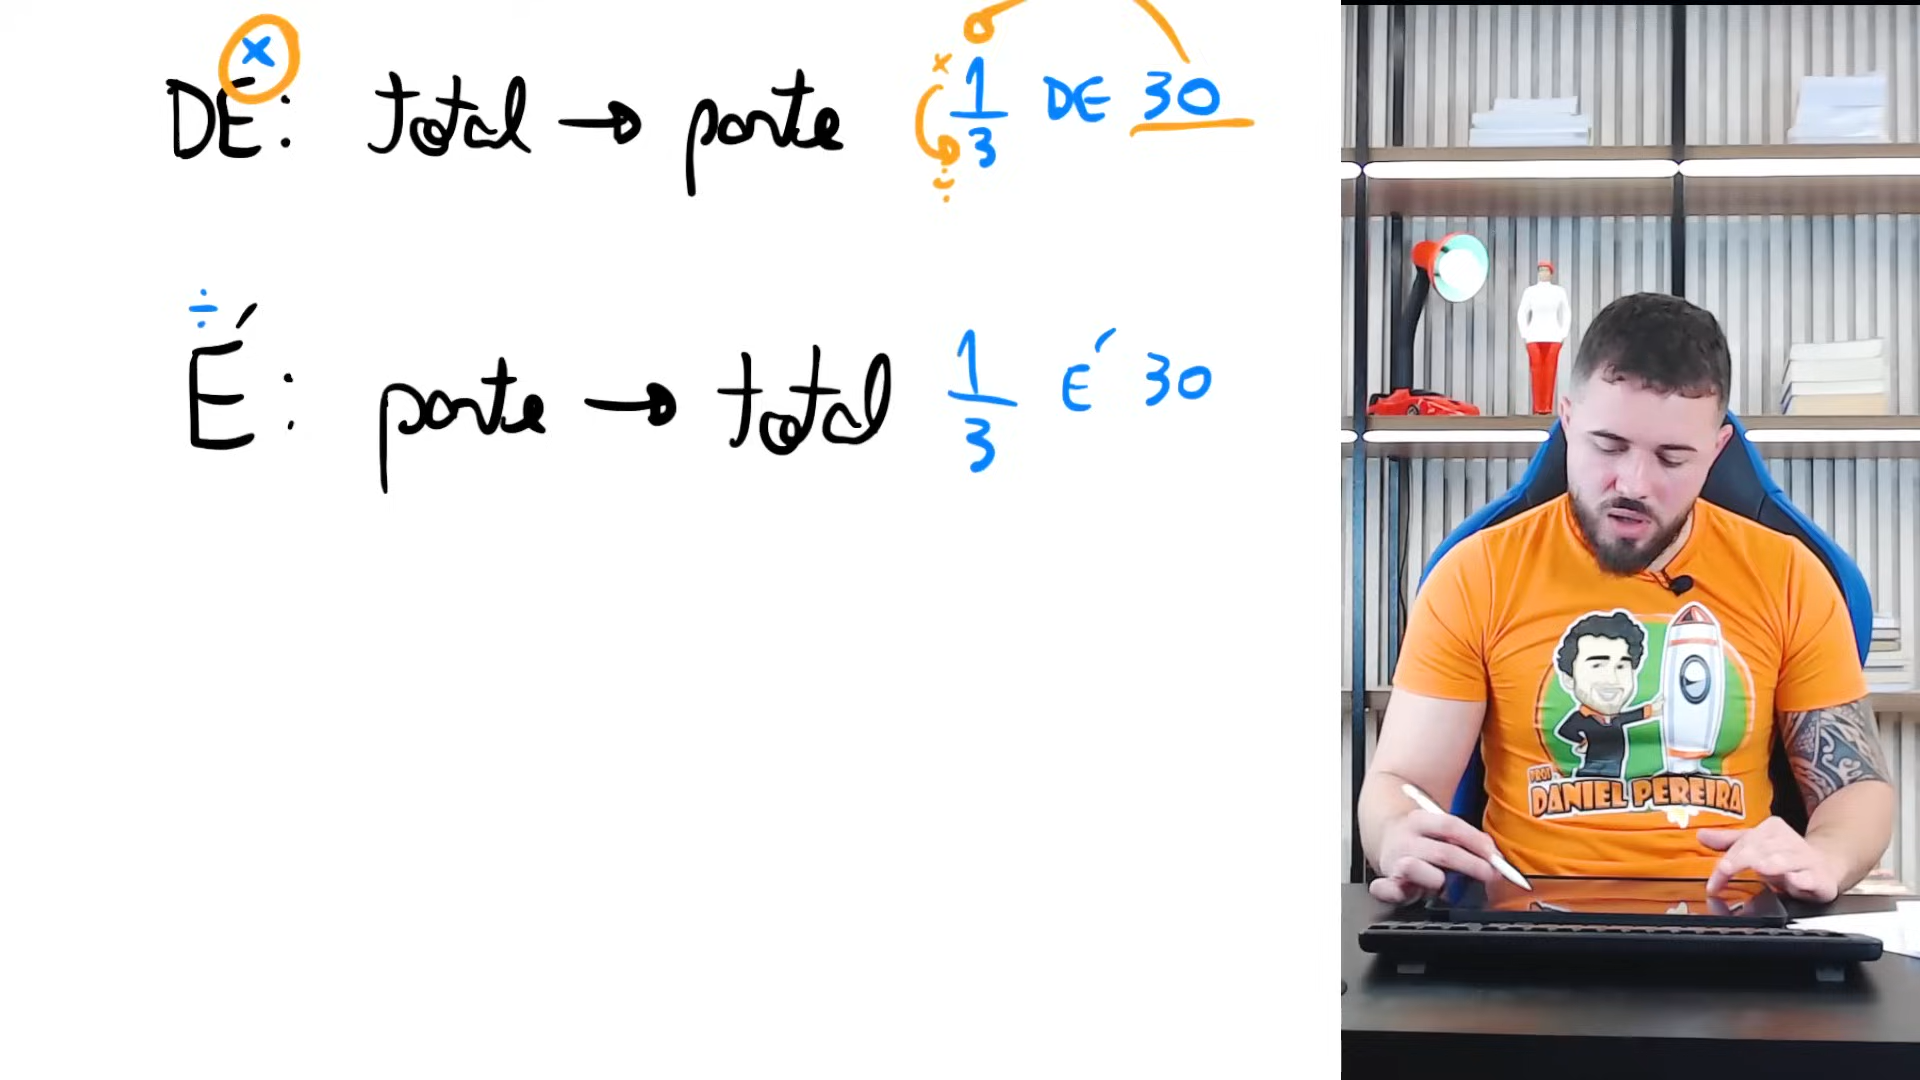 ×
DE: total → parte × 1/3 DE 30
÷
÷
É: parte → total 1/3 É 30
PROF.
DANIEL PEREIRA